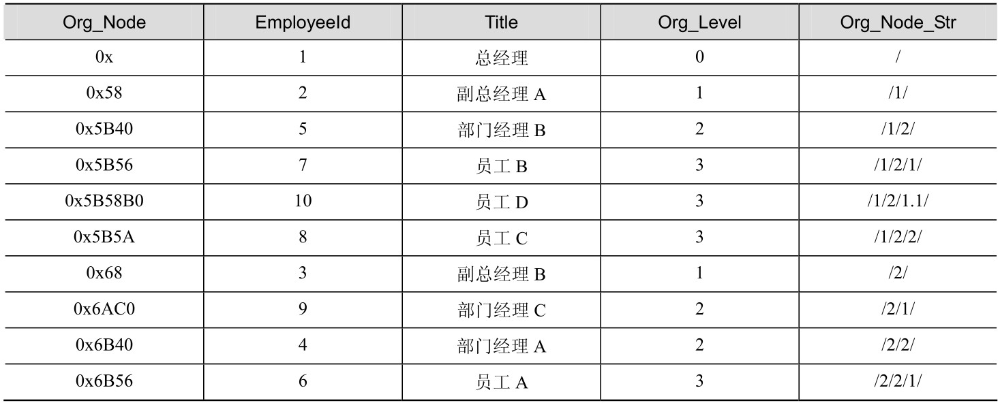 Org_Node EmployeeId Title Org_Level Org_Node_Str
0x 1 总经理 0 /
0x58 2 副总经理 A 1 /1/
0x5B40 5 部门经理 B 2 /1/2/
0x5B56 7 员工 B 3 /1/2/1/
0x5B58B0 10 员工 D 3 /1/2/1.1/
0x5B5A 8 员工 C 3 /1/2/2/
0x68 3 副总经理 B 1 /2/
0x6AC0 9 部门经理 C 2 /2/1/
0x6B40 4 部门经理 A 2 /2/2/
0x6B56 6 员工 A 3 /2/2/1/